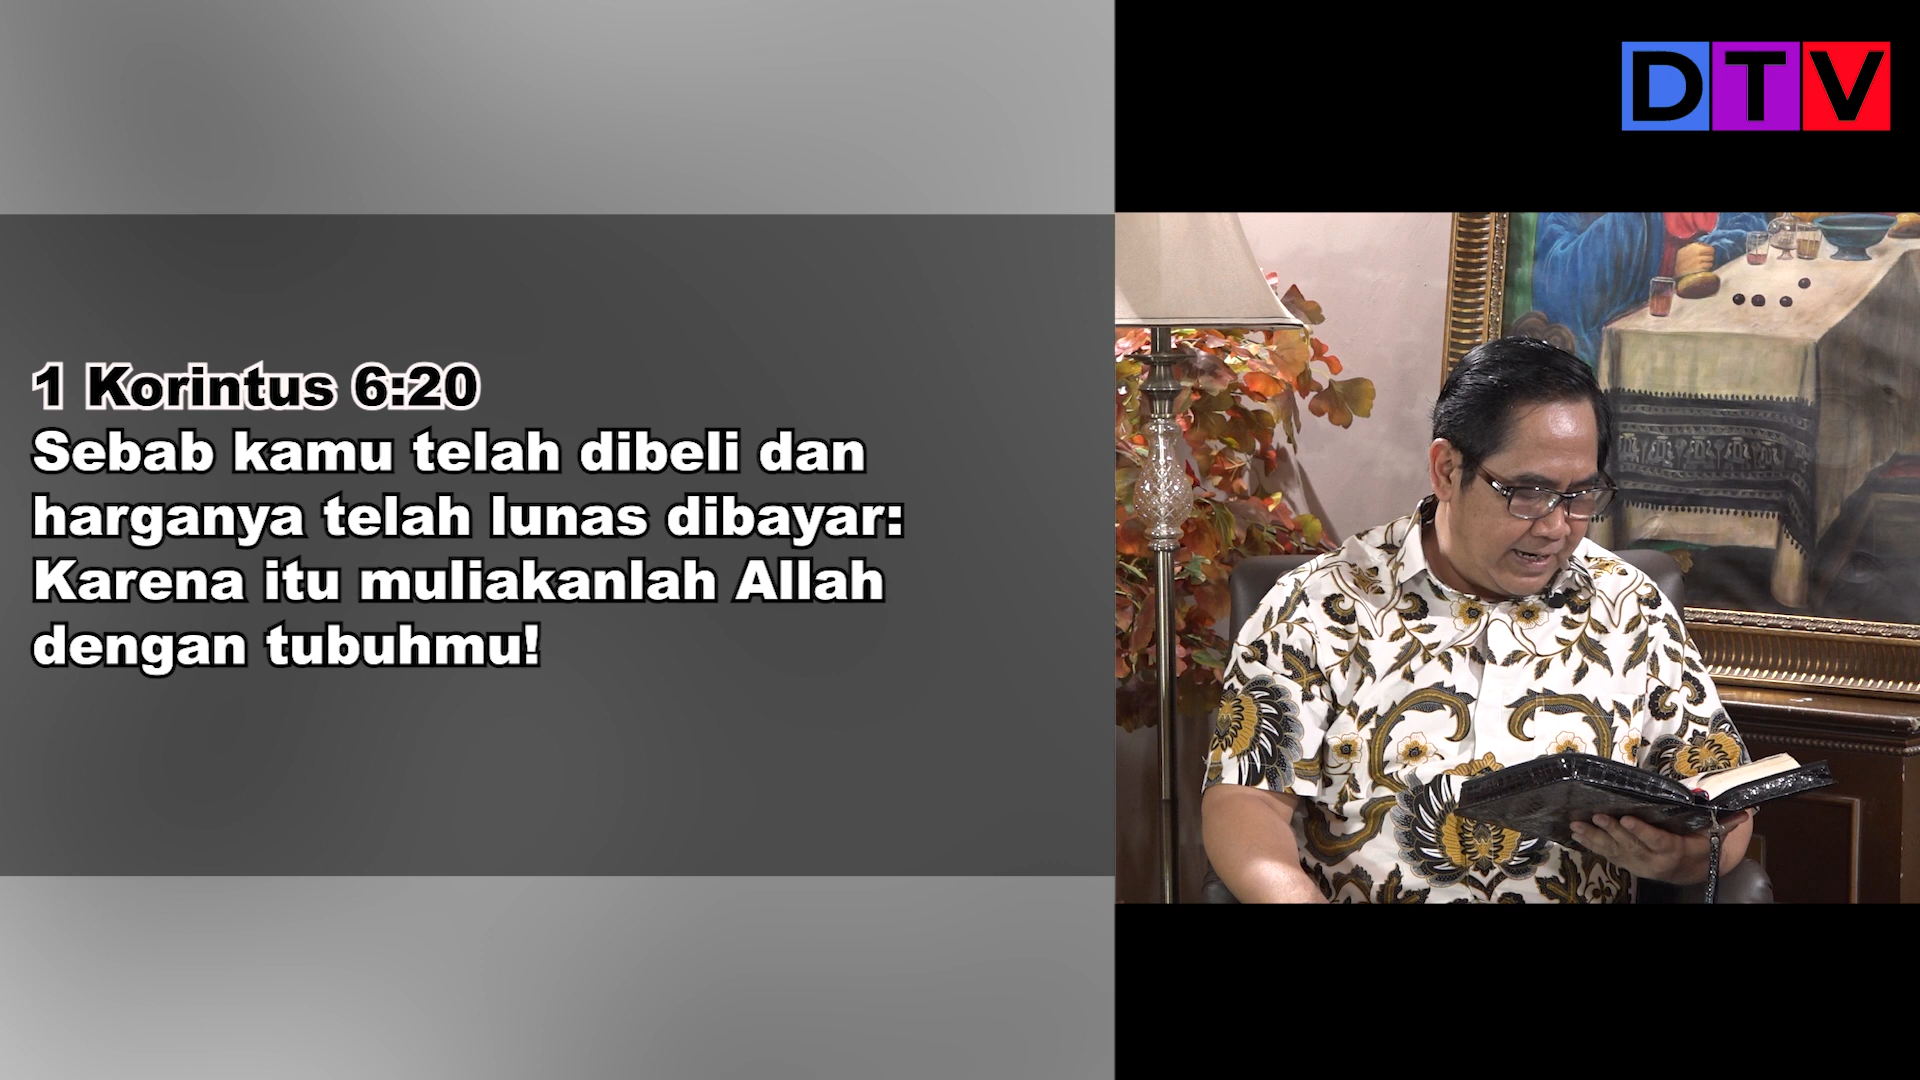 DTV
1 Korintus 6:20
Sebab kamu telah dibeli dan
harganya telah lunas dibayar:
Karena itu muliakanlah Allah
dengan tubuhmu!